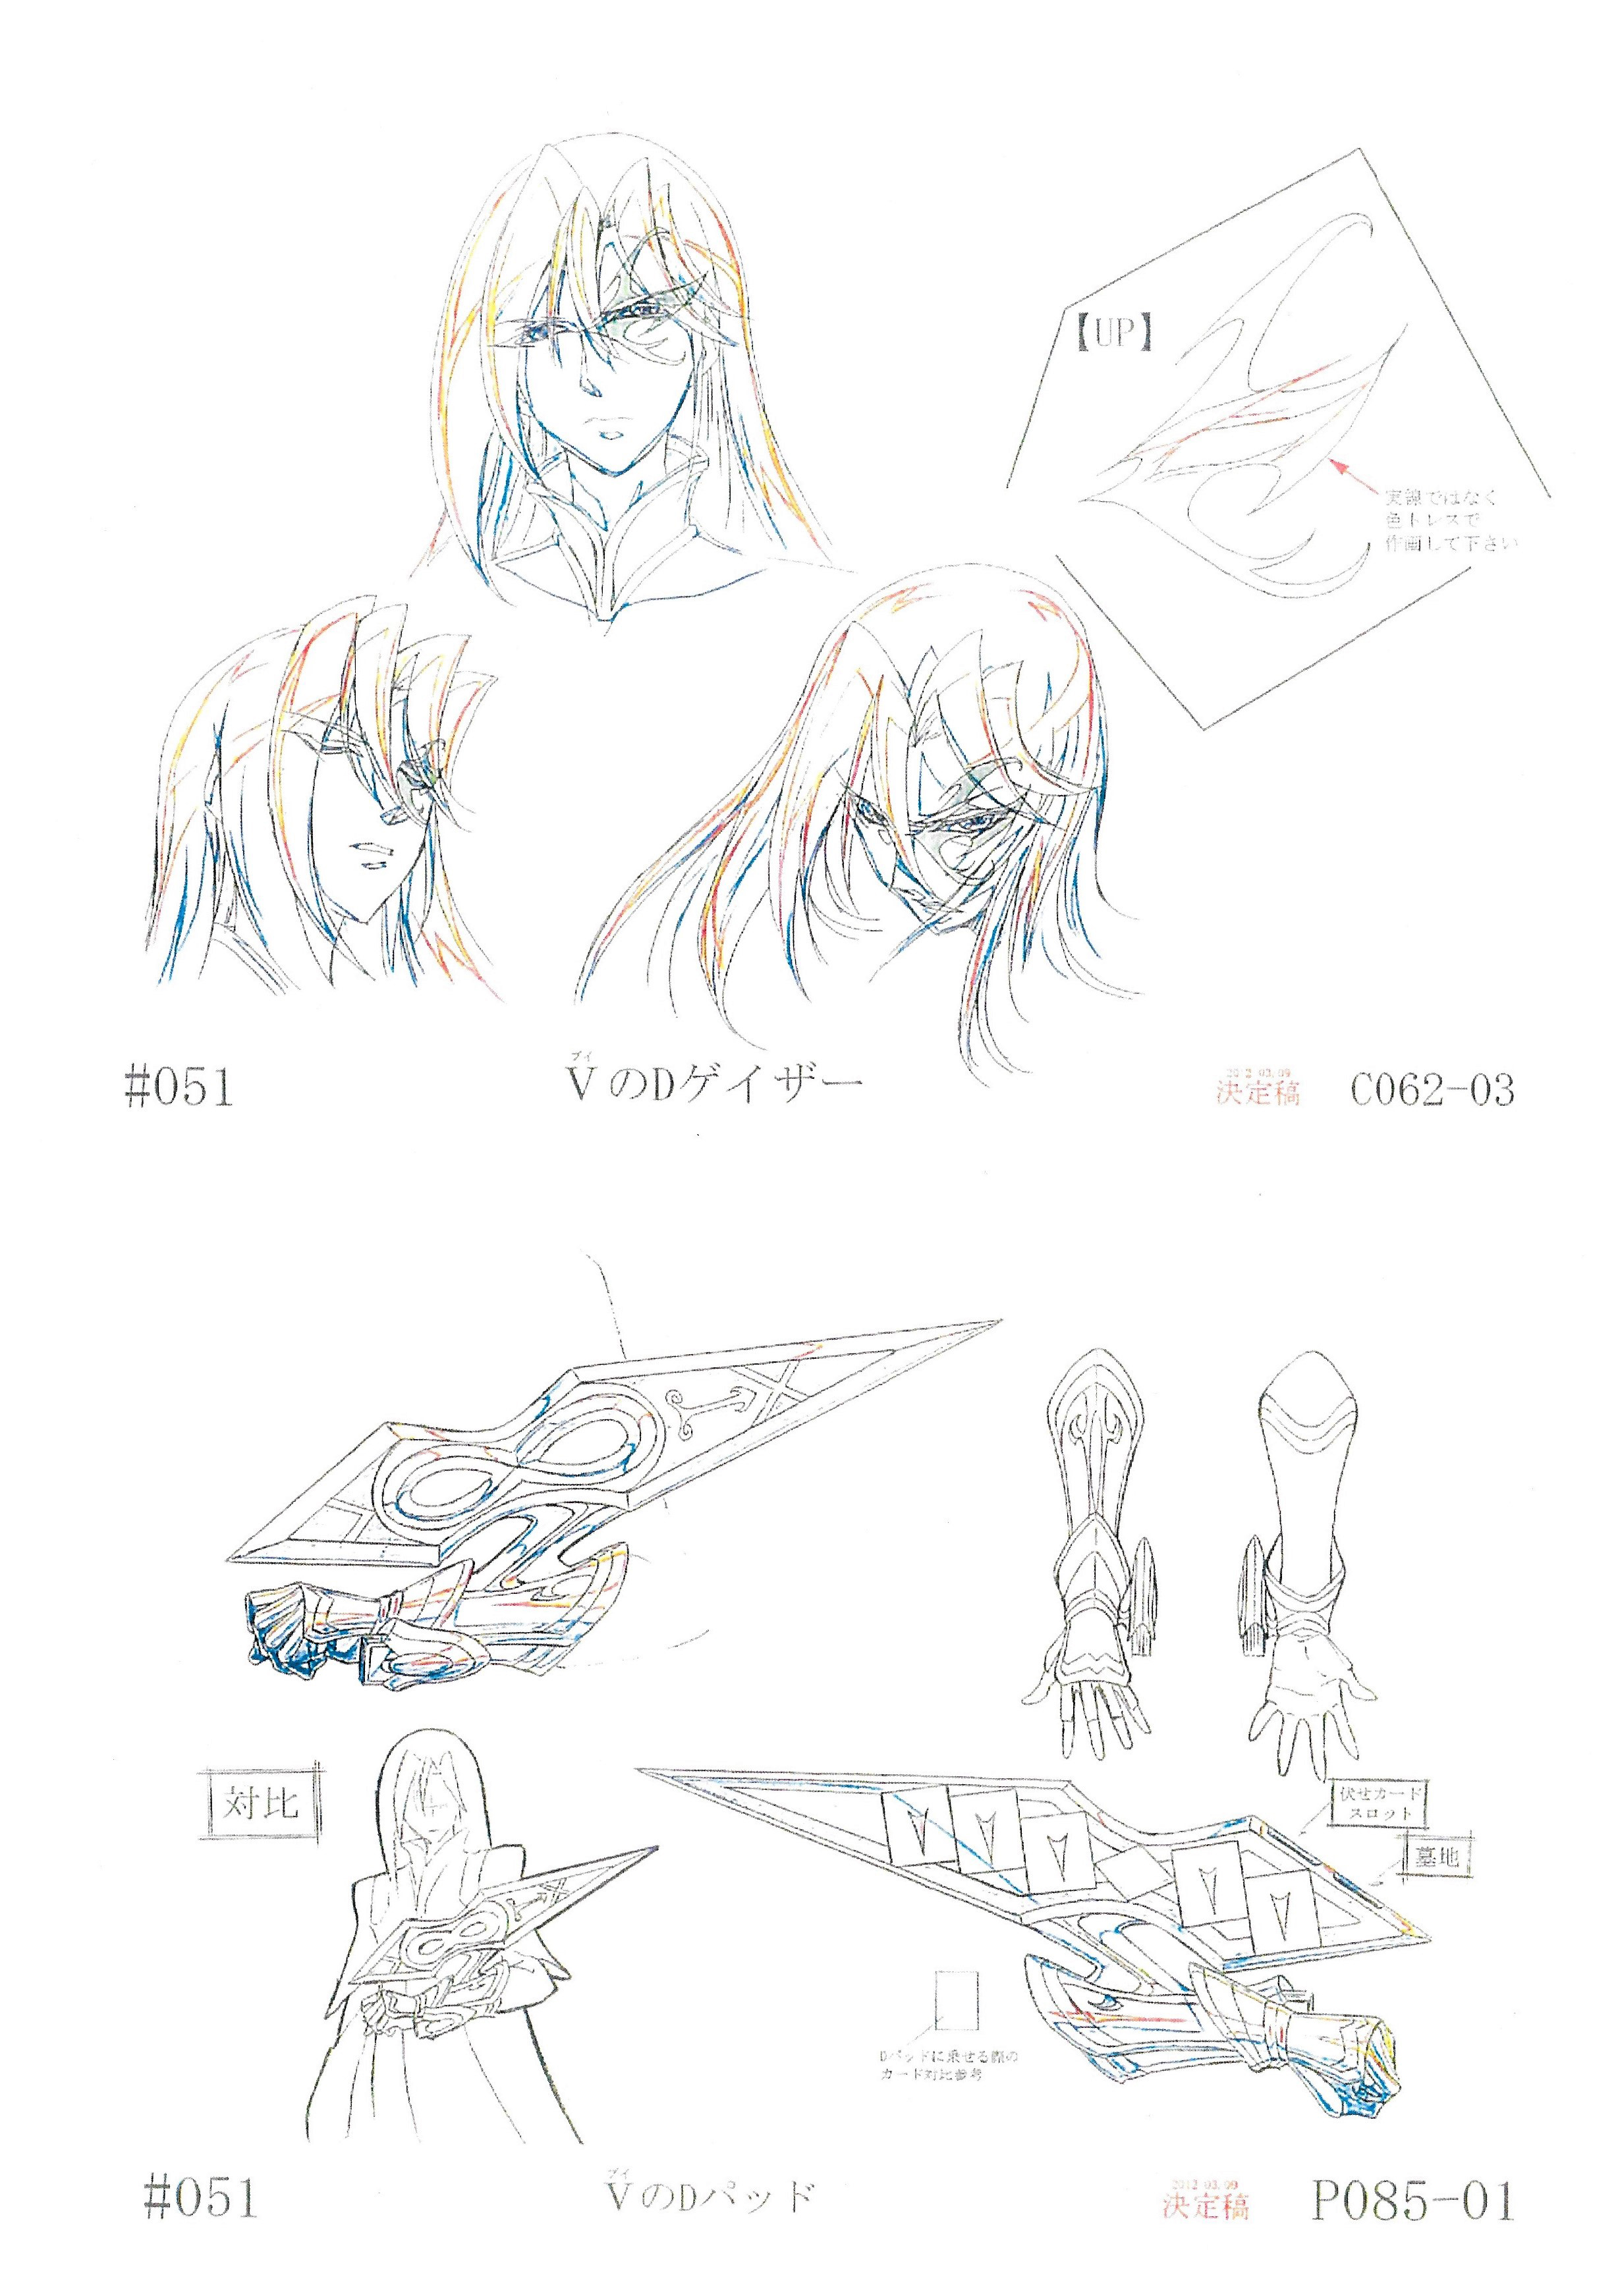 【UP】
実線ではなく
色トレスで
作画して下さい
ブイ
#051 VのDゲイザー 2012.03.09 決定稿 C062-03
対比
伏せカード
スロット
墓地
Dパッドに乗せる際の
カード対比参考
ブイ
#051 VのDパッド 2012.03.09 決定稿 P085-01